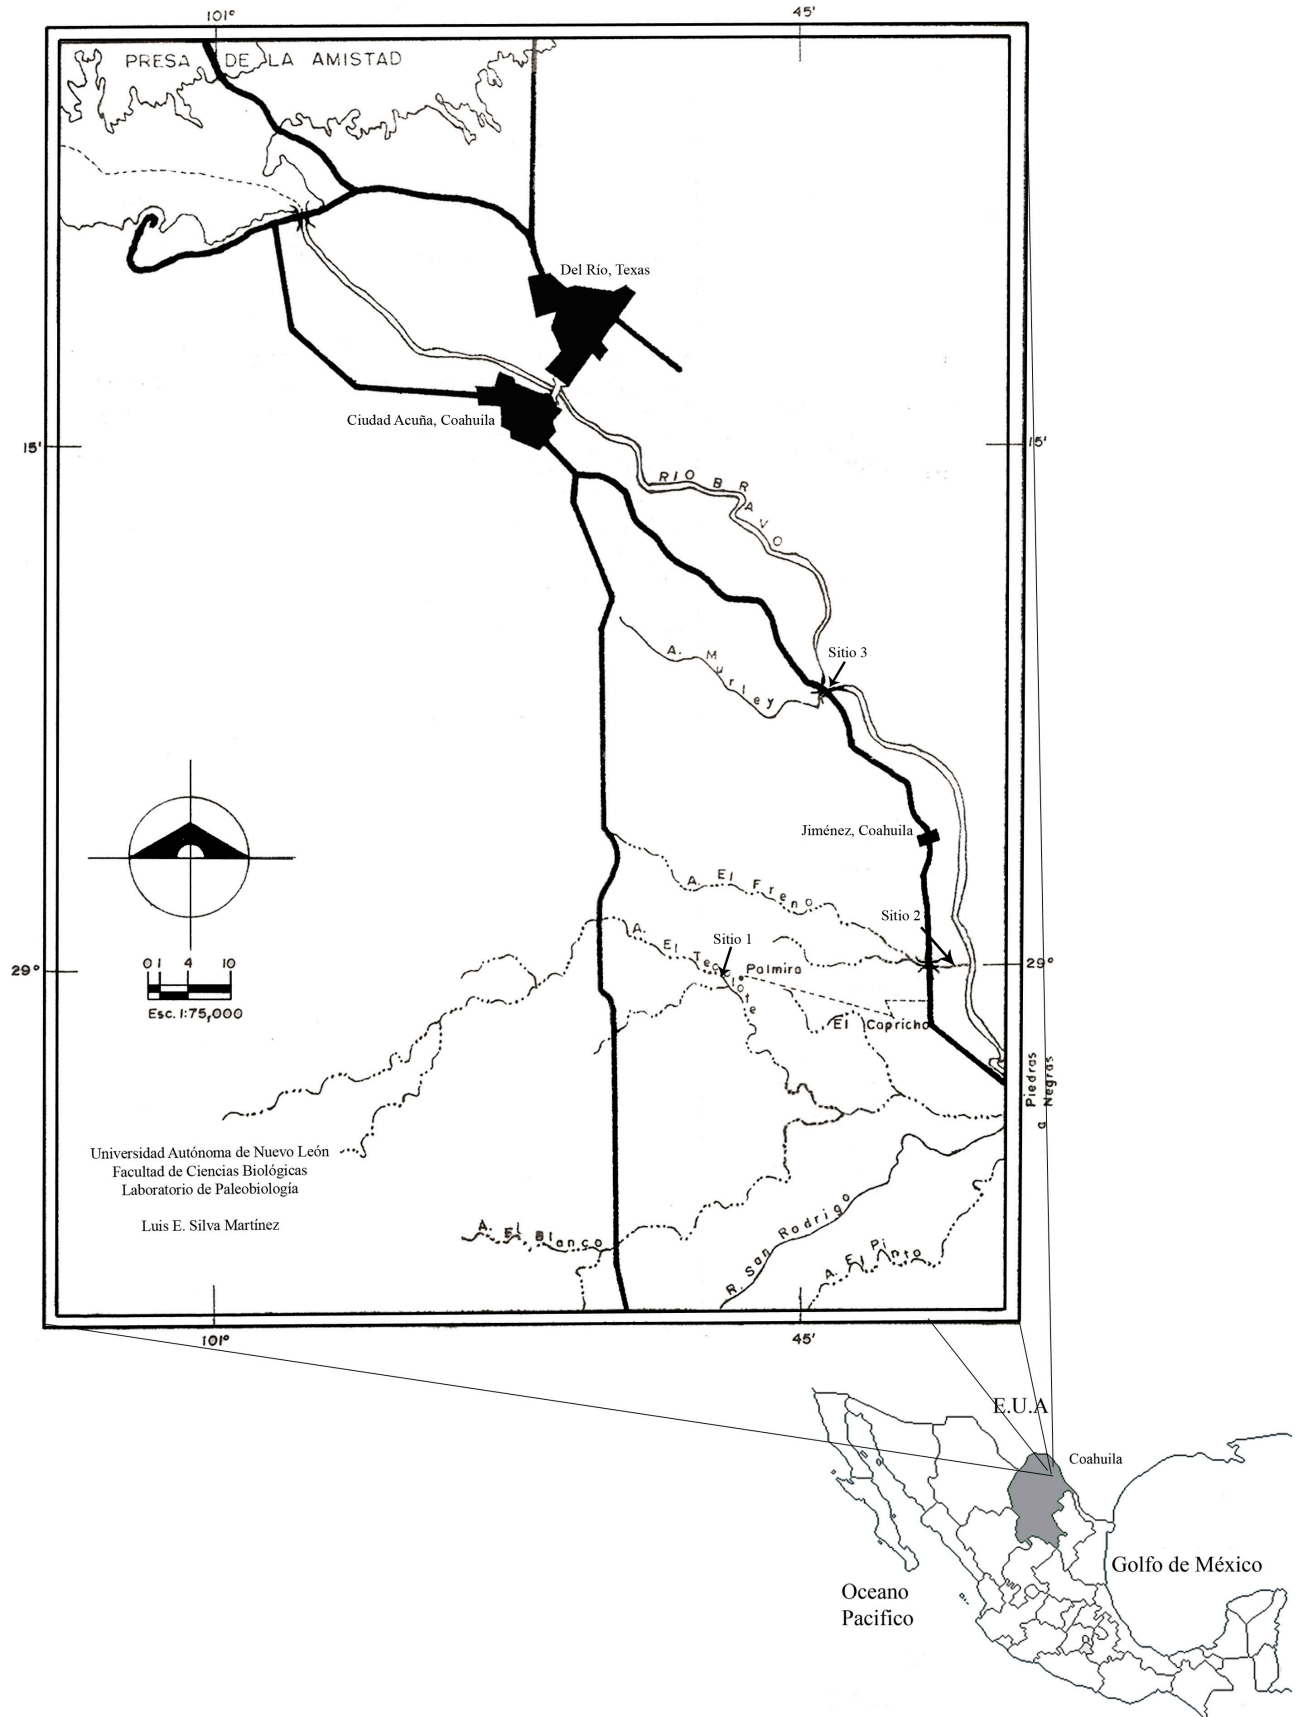 101°
45'
PRESA DE LA AMISTAD
Del Río, Texas
Ciudad Acuña, Coahuila
15'
15'
RIO BRAVO
Sitio 3
A. Murley
Jiménez, Coahuila
A. El Freno
Sitio 2
A. El Tecolote
Sitio 1
29°
29°
Palmira
0 1 4 10
Esc. 1:75,000
El Capricho
a Piedras Negras
Universidad Autónoma de Nuevo León
Facultad de Ciencias Biológicas
Laboratorio de Paleobiología
Luis E. Silva Martínez
A. El Blanco
R. San Rodrigo
A. El Pinto
101°
45'
E.U.A
Coahuila
Golfo de México
Oceano
Pacifico